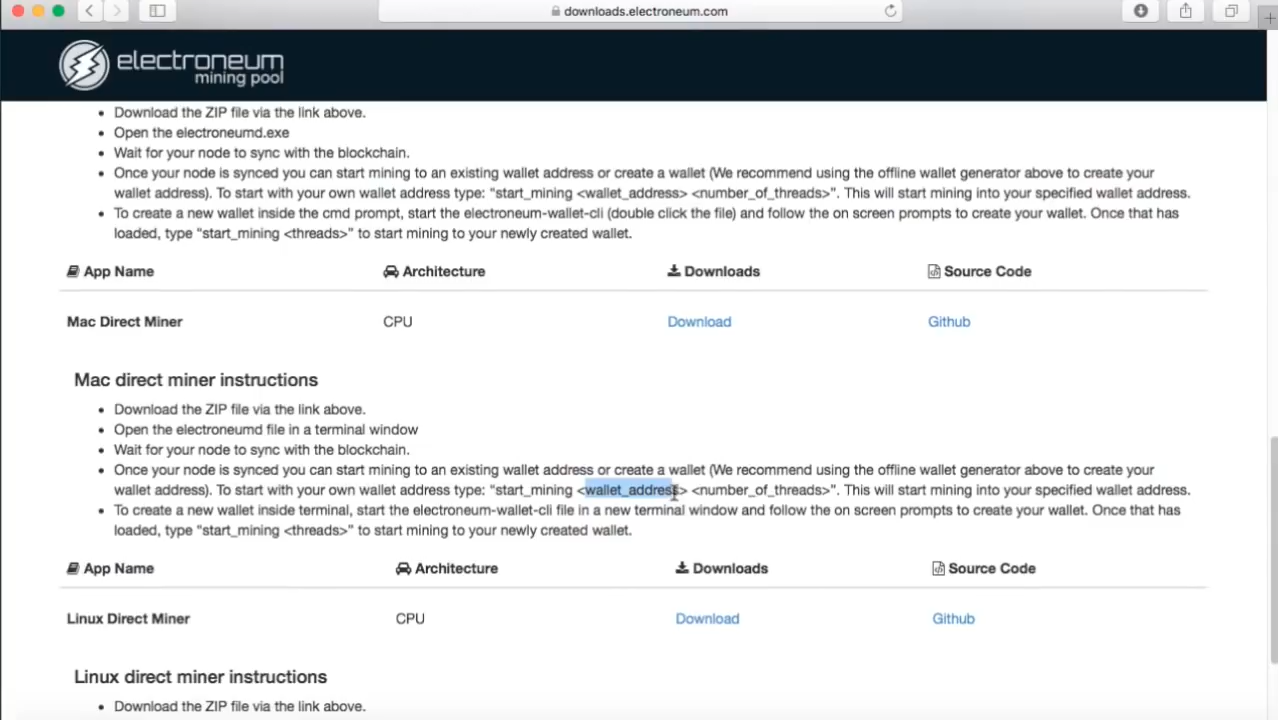 downloads.electroneum.com
electroneum
mining pool
Download the ZIP file via the link above.
Open the electroneumd.exe
Wait for your node to sync with the blockchain.
Once your node is synced you can start mining to an existing wallet address or create a wallet (We recommend using the offline wallet generator above to create your
wallet address). To start with your own wallet address type: “start_mining <wallet_address> <number_of_threads>”. This will start mining into your specified wallet address.
To create a new wallet inside the cmd prompt, start the electroneum-wallet-cli (double click the file) and follow the on screen prompts to create your wallet. Once that has
loaded, type “start_mining <threads>” to start mining to your newly created wallet.
App Name Architecture Downloads Source Code
Mac Direct Miner CPU Download Github
Mac direct miner instructions
Download the ZIP file via the link above.
Open the electroneumd file in a terminal window
Wait for your node to sync with the blockchain.
Once your node is synced you can start mining to an existing wallet address or create a wallet (We recommend using the offline wallet generator above to create your
wallet address). To start with your own wallet address type: “start_mining <wallet_address> <number_of_threads>”. This will start mining into your specified wallet address.
To create a new wallet inside terminal, start the electroneum-wallet-cli file in a new terminal window and follow the on screen prompts to create your wallet. Once that has
loaded, type “start_mining <threads>” to start mining to your newly created wallet.
App Name Architecture Downloads Source Code
Linux Direct Miner CPU Download Github
Linux direct miner instructions
Download the ZIP file via the link above.